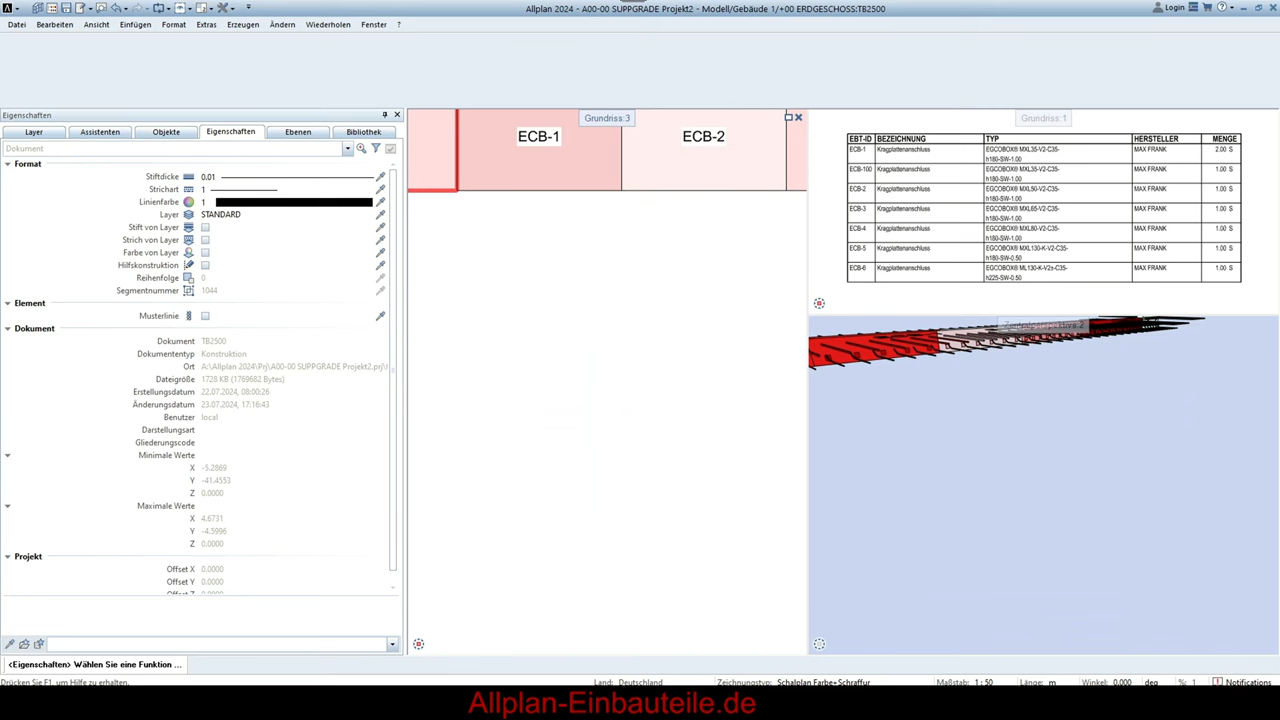 Allplan 2024 - A00-00 SUPPGRADE Projekt2 - Modell/Gebäude 1/+00 ERDGESCHOSS:TB2500
Login
Datei Bearbeiten Ansicht Einfügen Format Extras Erzeugen Ändern Wiederholen Fenster ?
Eigenschaften
Layer Assistenten Objekte Eigenschaften Ebenen Bibliothek
Dokument
Format
Stiftdicke 0.01
Strichart 1
Linienfarbe 1
Layer STANDARD
Stift von Layer
Strich von Layer
Farbe von Layer
Hilfskonstruktion
Reihenfolge 0
Segmentnummer 1044
Element
Musterlinie
Dokument
Dokument TB2500
Dokumententyp Konstruktion
Ort A:\Allplan 2024\Prj\A00-00 SUPPGRADE Projekt2.prj\
Dateigröße 1728 KB (1769682 Bytes)
Erstellungsdatum 22.07.2024, 08:00:26
Änderungsdatum 23.07.2024, 17:16:43
Benutzer local
Darstellungsart
Gliederungscode
Minimale Werte
X -5.2869
Y -41.4553
Z 0.0000
Maximale Werte
X 4.6731
Y -4.5996
Z 0.0000
Projekt
Offset X 0.0000
Offset Y 0.0000
Offset Z 0.0000
<Eigenschaften> Wählen Sie eine Funktion ...
Grundriss:3
ECB-1 ECB-2
Grundriss:1
EBT-ID BEZEICHNUNG TYP HERSTELLER MENGE
ECB-1 Kragplattenanschluss EGCOBOX® MXL35-V2-C35- MAX FRANK 2.00 S
h180-SW-1.00
ECB-100 Kragplattenanschluss EGCOBOX® MXL35-V2-C35- MAX FRANK 1.00 S
h180-SW-1.00
ECB-2 Kragplattenanschluss EGCOBOX® MXL50-V2-C35- MAX FRANK 1.00 S
h180-SW-1.00
ECB-3 Kragplattenanschluss EGCOBOX® MXL65-V2-C35- MAX FRANK 1.00 S
h180-SW-1.00
ECB-4 Kragplattenanschluss EGCOBOX® MXL80-V2-C35- MAX FRANK 1.00 S
h180-SW-1.00
ECB-5 Kragplattenanschluss EGCOBOX® MXL130-K-V2-C35- MAX FRANK 1.00 S
h180-SW-0.50
ECB-6 Kragplattenanschluss EGCOBOX® ML130-K-V2±-C35- MAX FRANK 1.00 S
h225-SW-0.50
Zentralperspektive:2
Drücken Sie F1, um Hilfe zu erhalten. Land: Deutschland Zeichnungstyp: Schalplan Farbe+Schraffur Maßstab: 1 : 50 Länge: m Winkel: 0.000 deg %: 1 Notifications
Allplan-Einbauteile.de